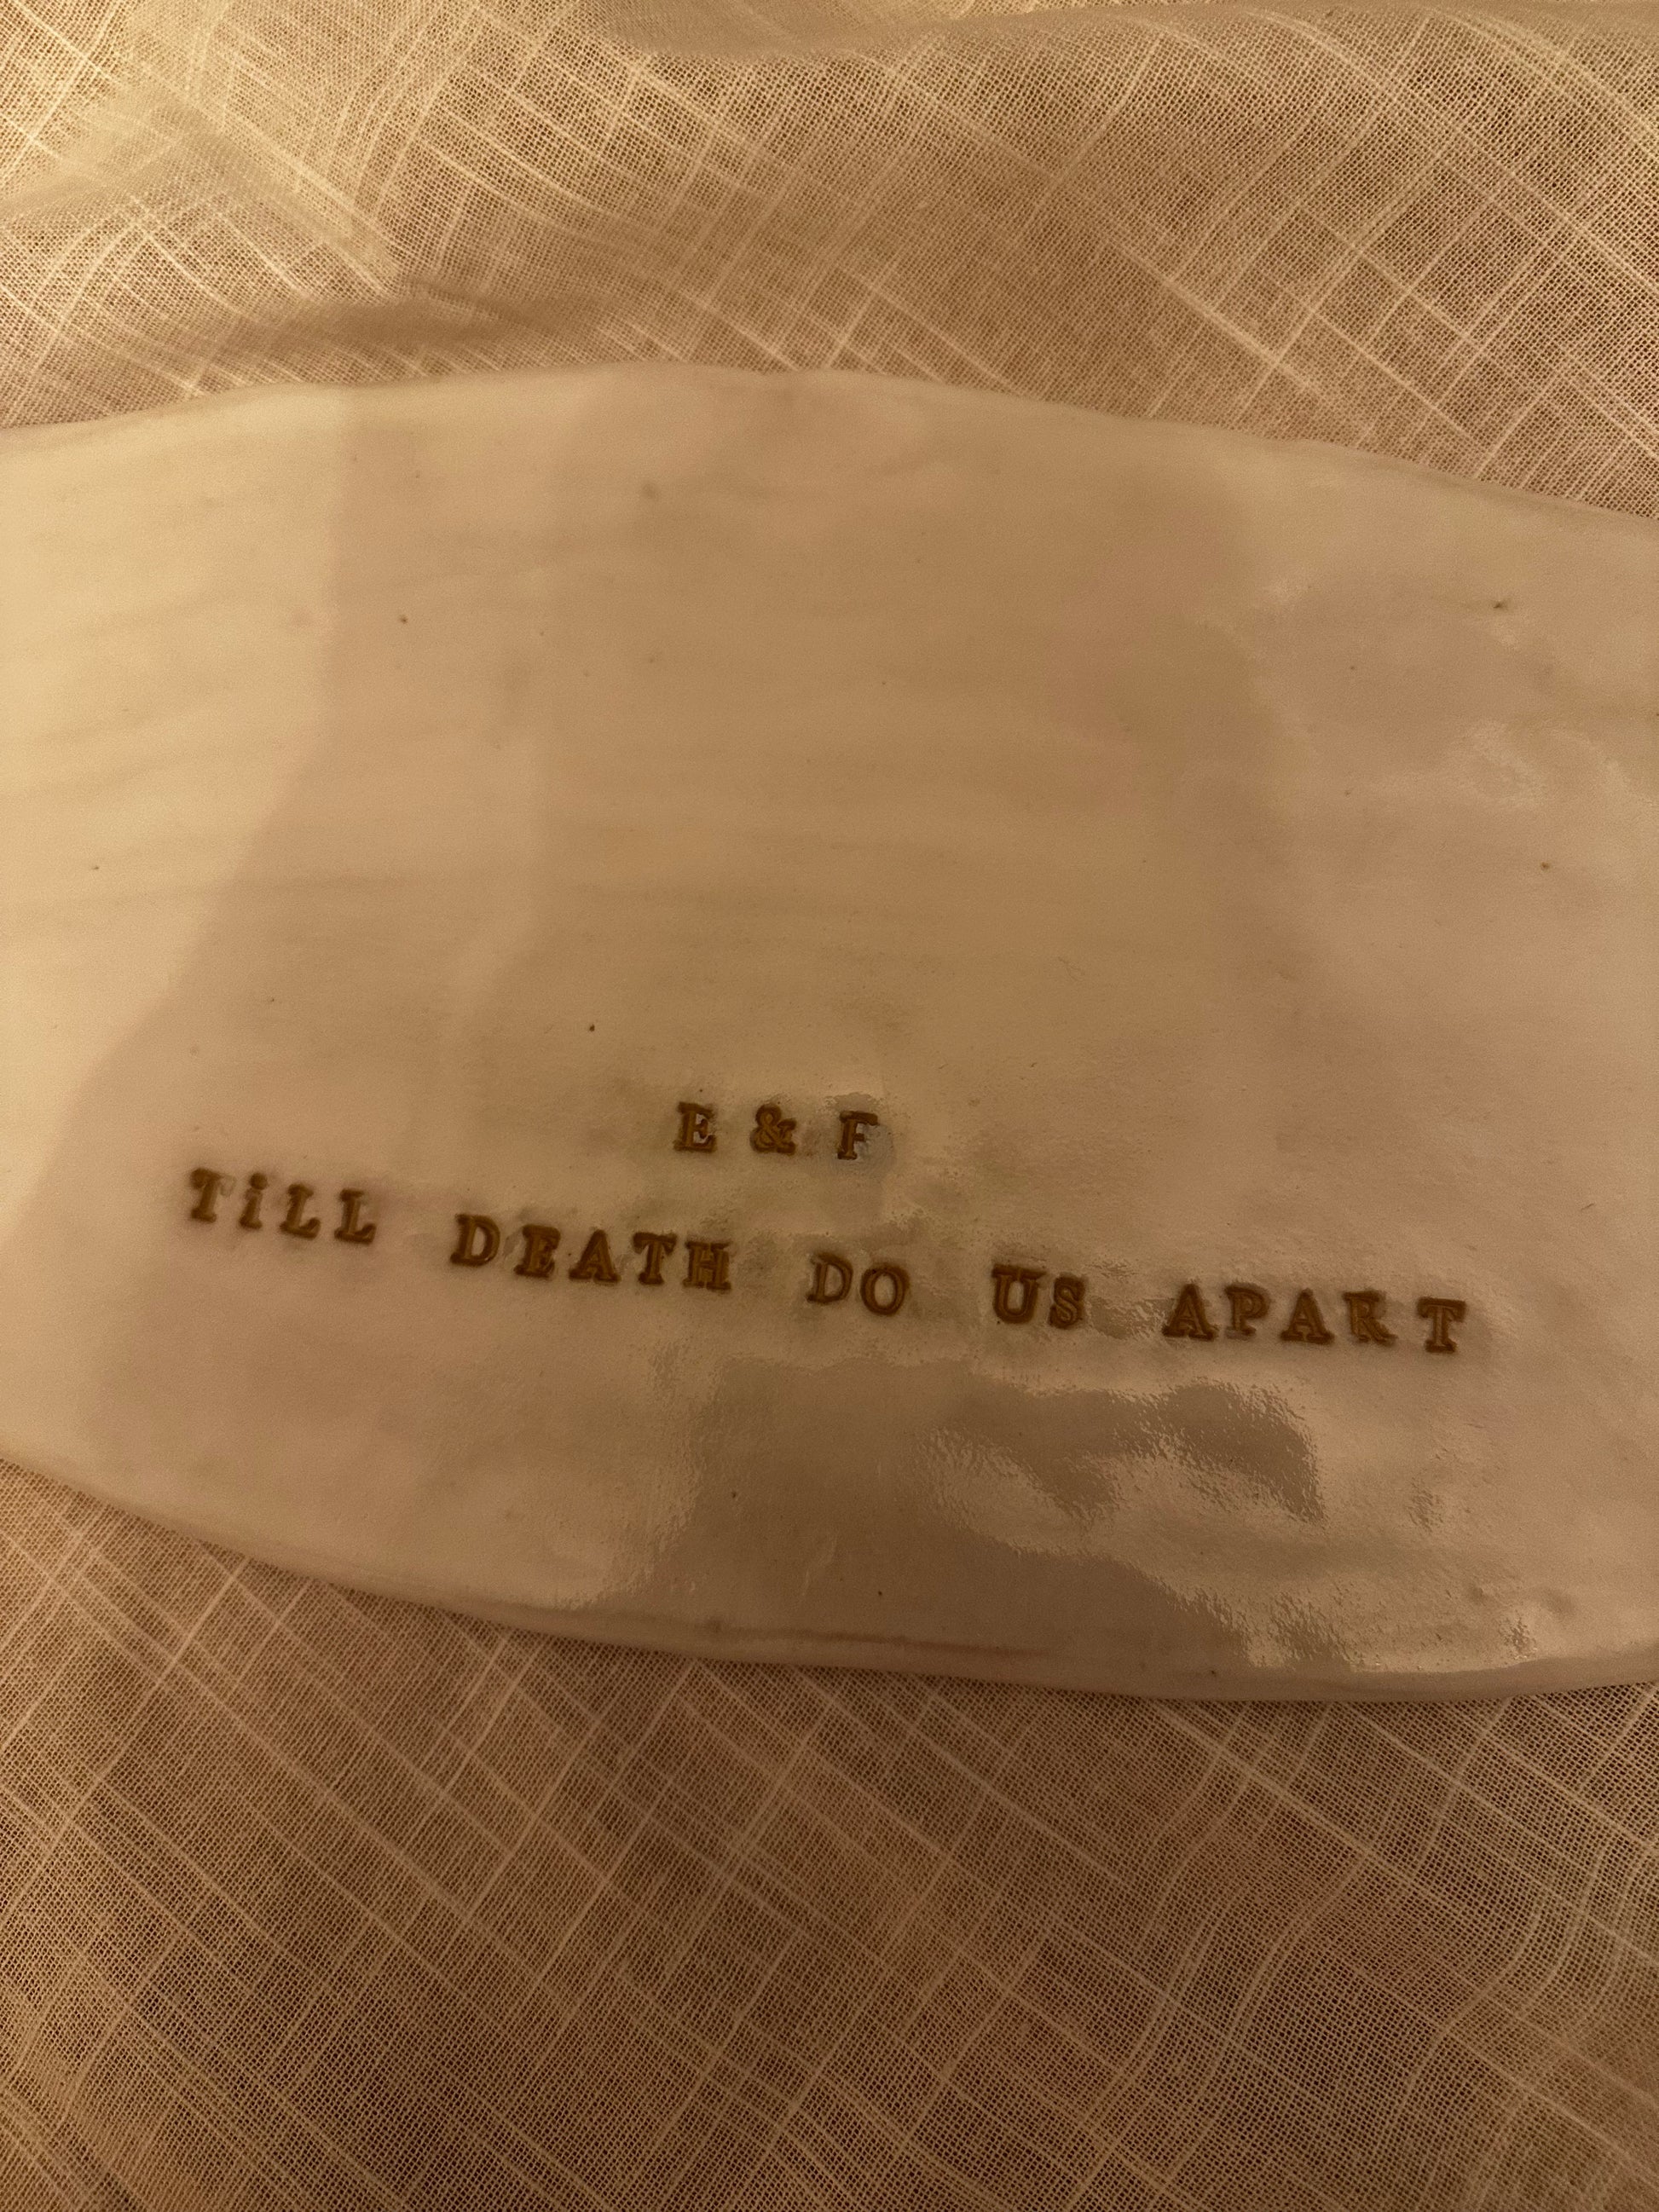 E & F
TiLL DEATH DO US APART